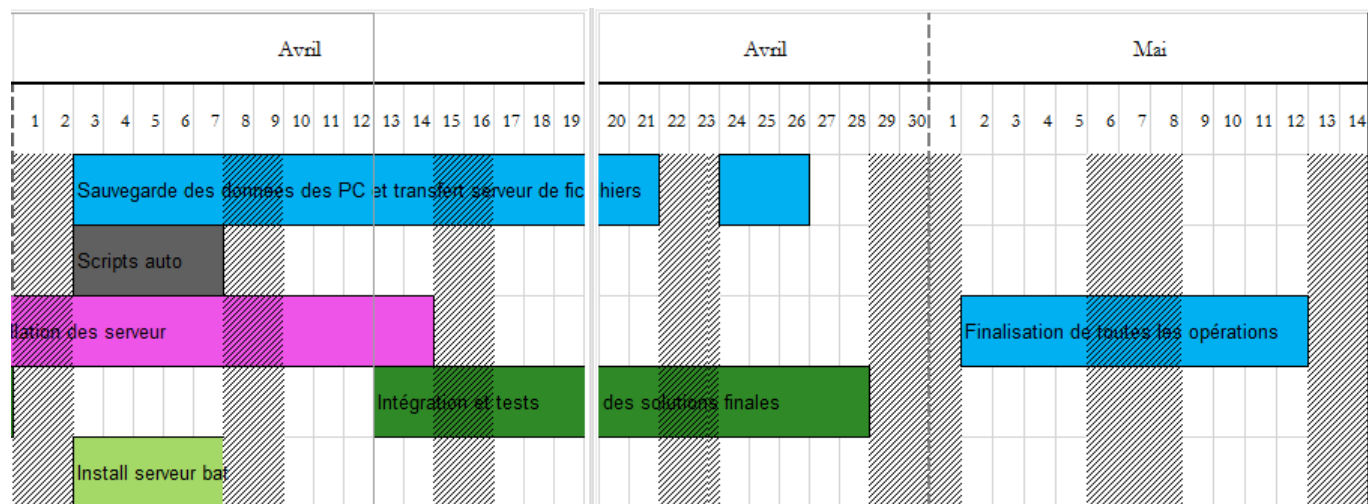 Avril Avril Mai
1 2 3 4 5 6 7 8 9 10 11 12 13 14 15 16 17 18 19 20 21 22 23 24 25 26 27 28 29 30 1 2 3 4 5 6 7 8 9 10 11 12 13 14
Sauvegarde des données des PC et transfert serveur de fic hiers
Scripts auto
llation des serveur Finalisation de toutes les opérations
Intégration et tests des solutions finales
Install serveur bat